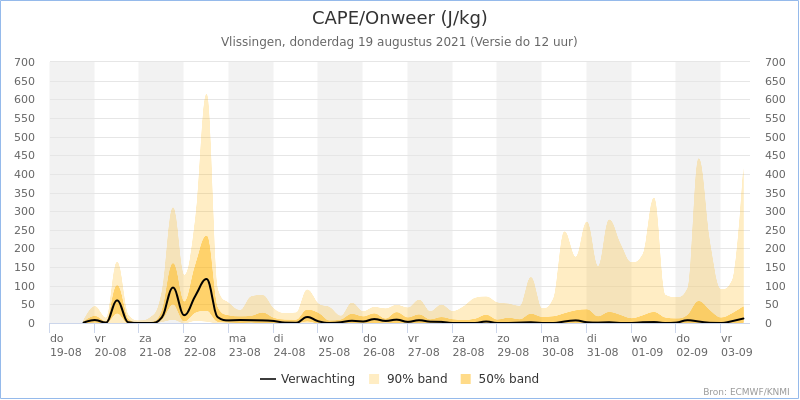 CAPE/Onweer (J/kg)
Vlissingen, donderdag 19 augustus 2021 (Versie do 12 uur)
700 700
650 650
600 600
550 550
500 500
450 450
400 400
350 350
300 300
250 250
200 200
150 150
100 100
50 50
0 0
do vr za zo ma di wo do vr za zo ma di wo do vr
19-08 20-08 21-08 22-08 23-08 24-08 25-08 26-08 27-08 28-08 29-08 30-08 31-08 01-09 02-09 03-09
Verwachting 90% band 50% band
Bron: ECMWF/KNMI